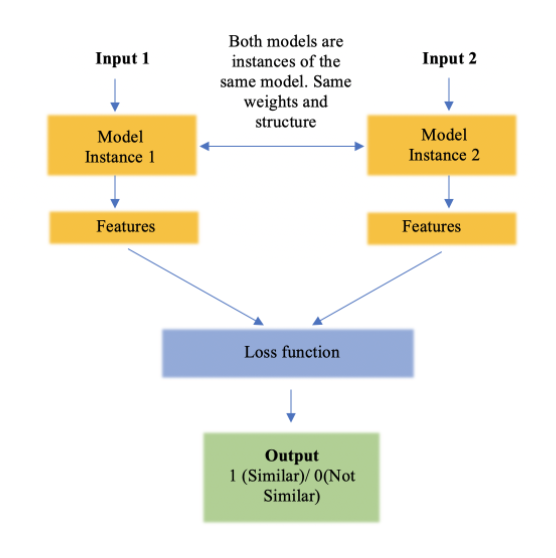 Input 1
Both models are
instances of the
same model. Same
weights and
structure
Input 2
Model
Instance 1
Model
Instance 2
Features
Features
Loss function
Output
1 (Similar)/ 0(Not
Similar)